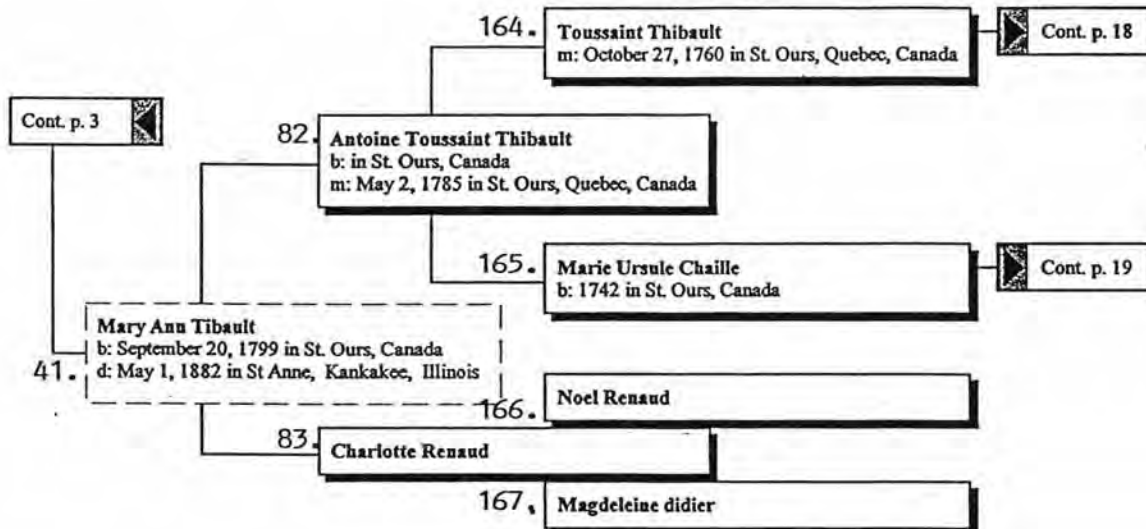 164.
Toussaint Thibault
m: October 27, 1760 in St. Ours, Quebec, Canada
Cont. p. 18
Cont. p. 3
82.
Antoine Toussaint Thibault
b: in St. Ours, Canada
m: May 2, 1785 in St. Ours, Quebec, Canada
165.
Marie Ursule Chaille
b: 1742 in St. Ours, Canada
Cont. p. 19
41.
Mary Ann Tibault
b: September 20, 1799 in St. Ours, Canada
d: May 1, 1882 in St Anne, Kankakee, Illinois
166.
Noel Renaud
83.
Charlotte Renaud
167.
Magdeleine didier